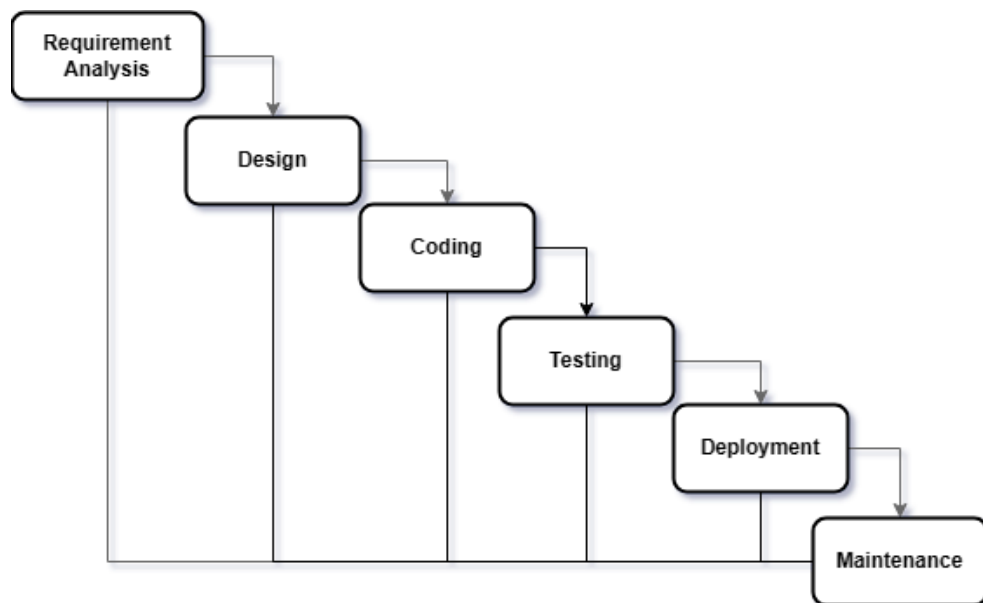 Requirement
Analysis
Design
Coding
Testing
Deployment
Maintenance